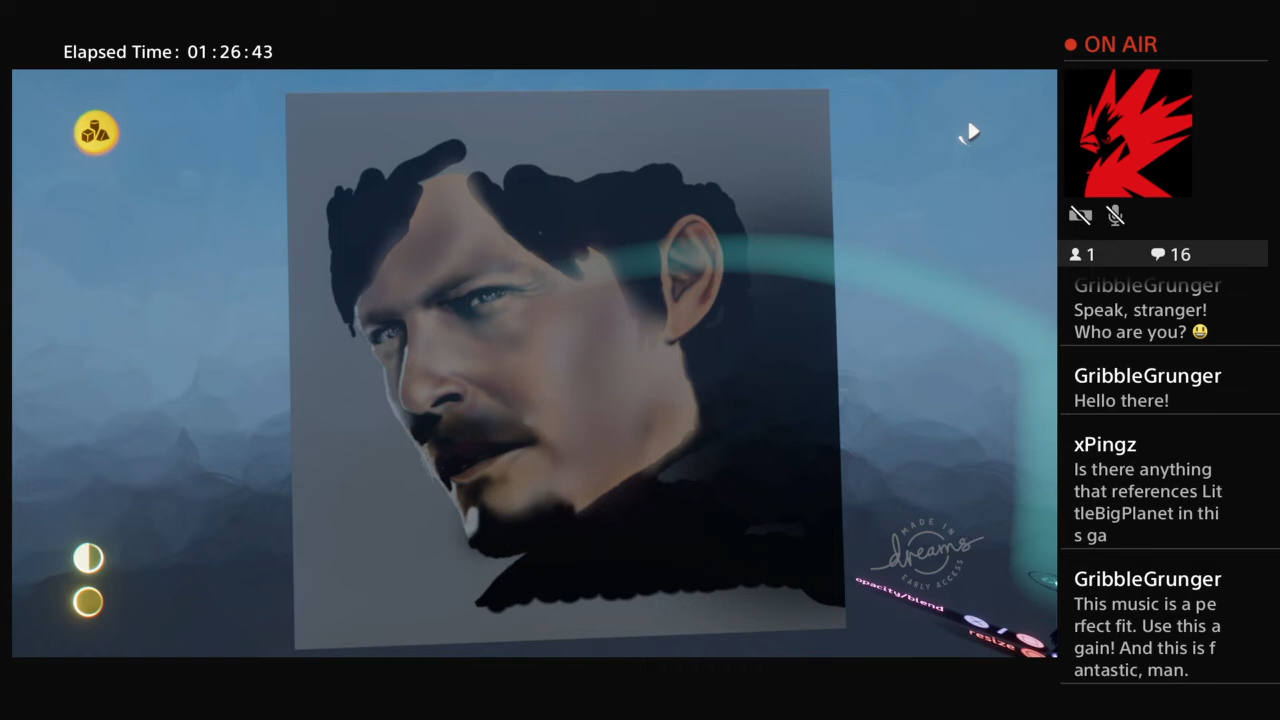 Elapsed Time: 01:26:43
ON AIR
1
16
GribbleGrunger
Speak, stranger!
Who are you? 😃
GribbleGrunger
Hello there!
xPingz
Is there anything
that references Lit
tleBigPlanet in thi
s ga
GribbleGrunger
This music is a pe
rfect fit. Use this a
gain! And this is f
antastic, man.
MADE IN
dreams
EARLY ACCESS
opacity/blend
resize